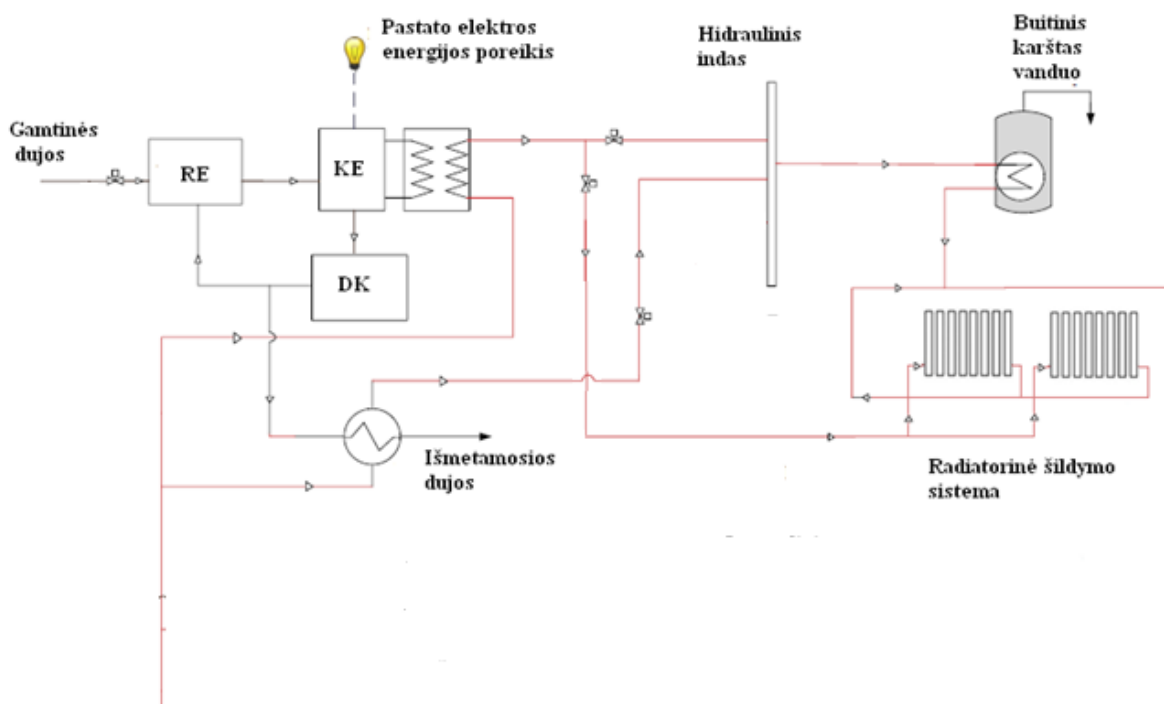 Pastato elektros
energijos poreikis
Hidraulinis
indas
Buitinis
karštas
vanduo
Gamtinės
dujos
RE
KE
DK
Išmetamosios
dujos
Radiatorinė šildymo
sistema